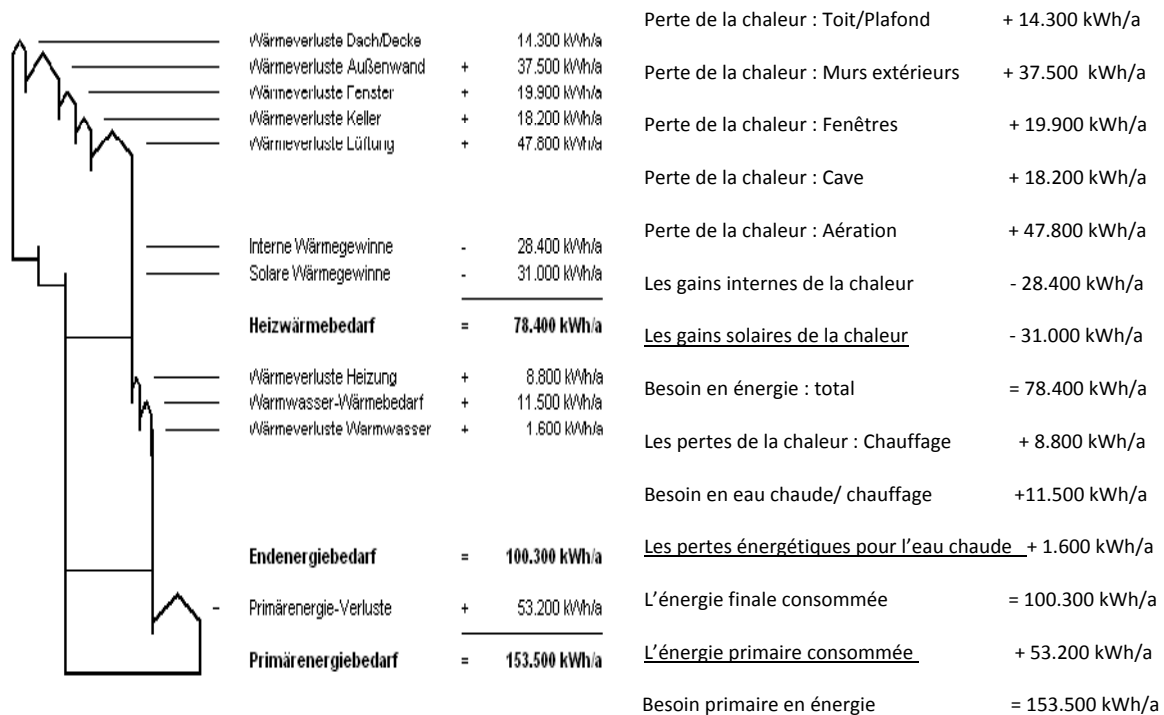 Wärmeverluste Dach/Decke 14.300 kWh/a
Wärmeverluste Außenwand + 37.500 kWh/a
Wärmeverluste Fenster + 19.900 kWh/a
Wärmeverluste Keller + 18.200 kWh/a
Wärmeverluste Lüftung + 47.800 kWh/a
Interne Wärmegewinne - 28.400 kWh/a
Solare Wärmegewinne - 31.000 kWh/a
Heizwärmebedarf = 78.400 kWh/a
Wärmeverluste Heizung + 8.800 kWh/a
Warmwasser-Wärmebedarf + 11.500 kWh/a
Wärmeverluste Warmwasser + 1.600 kWh/a
Endenergiebedarf = 100.300 kWh/a
Primärenergie-Verluste + 53.200 kWh/a
Primärenergiebedarf = 153.500 kWh/a
Perte de la chaleur : Toit/Plafond + 14.300 kWh/a
Perte de la chaleur : Murs extérieurs + 37.500 kWh/a
Perte de la chaleur : Fenêtres + 19.900 kWh/a
Perte de la chaleur : Cave + 18.200 kWh/a
Perte de la chaleur : Aération + 47.800 kWh/a
Les gains internes de la chaleur - 28.400 kWh/a
Les gains solaires de la chaleur - 31.000 kWh/a
Besoin en énergie : total = 78.400 kWh/a
Les pertes de la chaleur : Chauffage + 8.800 kWh/a
Besoin en eau chaude/ chauffage +11.500 kWh/a
Les pertes énergétiques pour l'eau chaude + 1.600 kWh/a
L'énergie finale consommée = 100.300 kWh/a
L'énergie primaire consommée + 53.200 kWh/a
Besoin primaire en énergie = 153.500 kWh/a